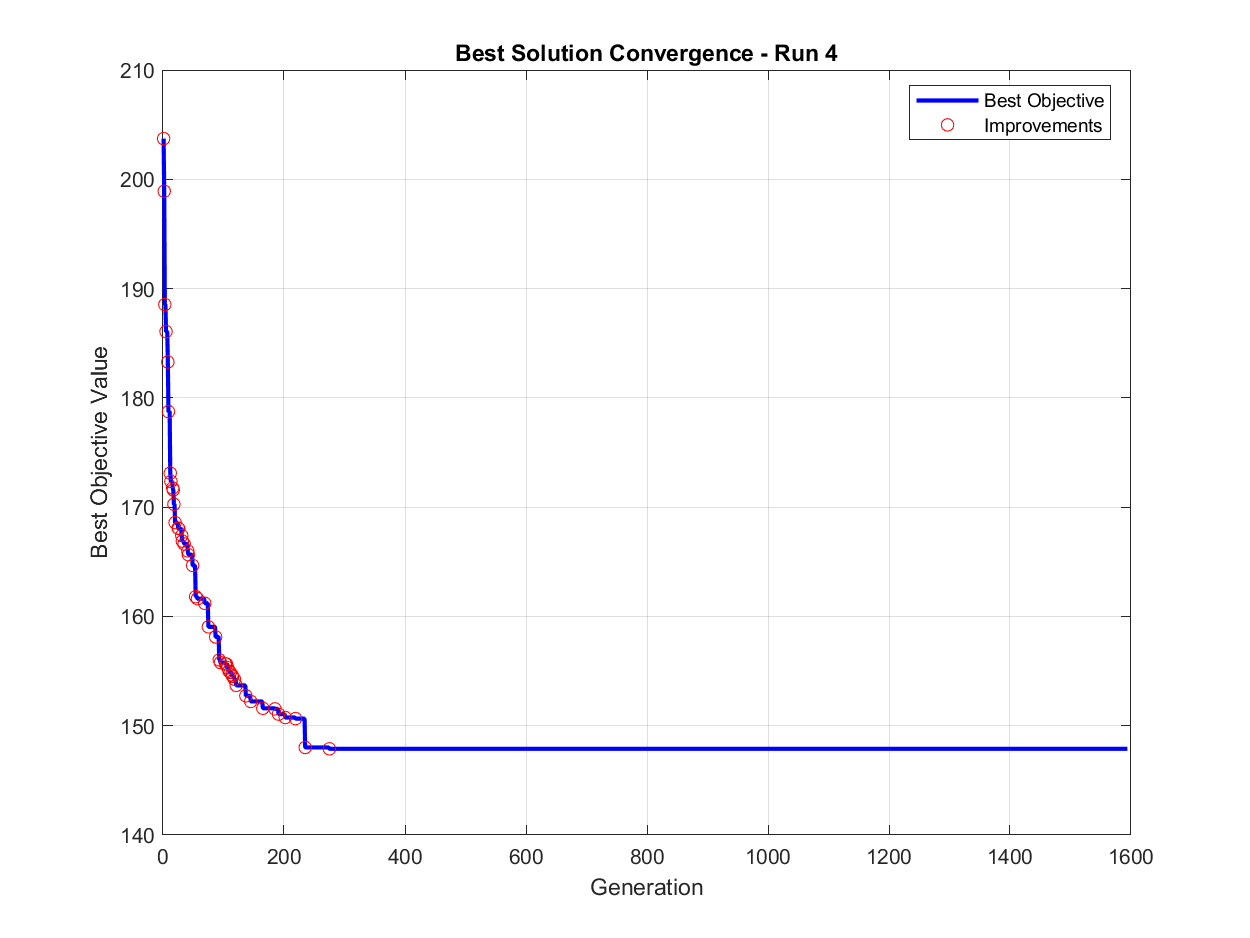 Best Solution Convergence - Run 4
210
200
190
180
170
160
150
140
Best Objective Value
Best Objective
Improvements
0 200 400 600 800 1000 1200 1400 1600
Generation